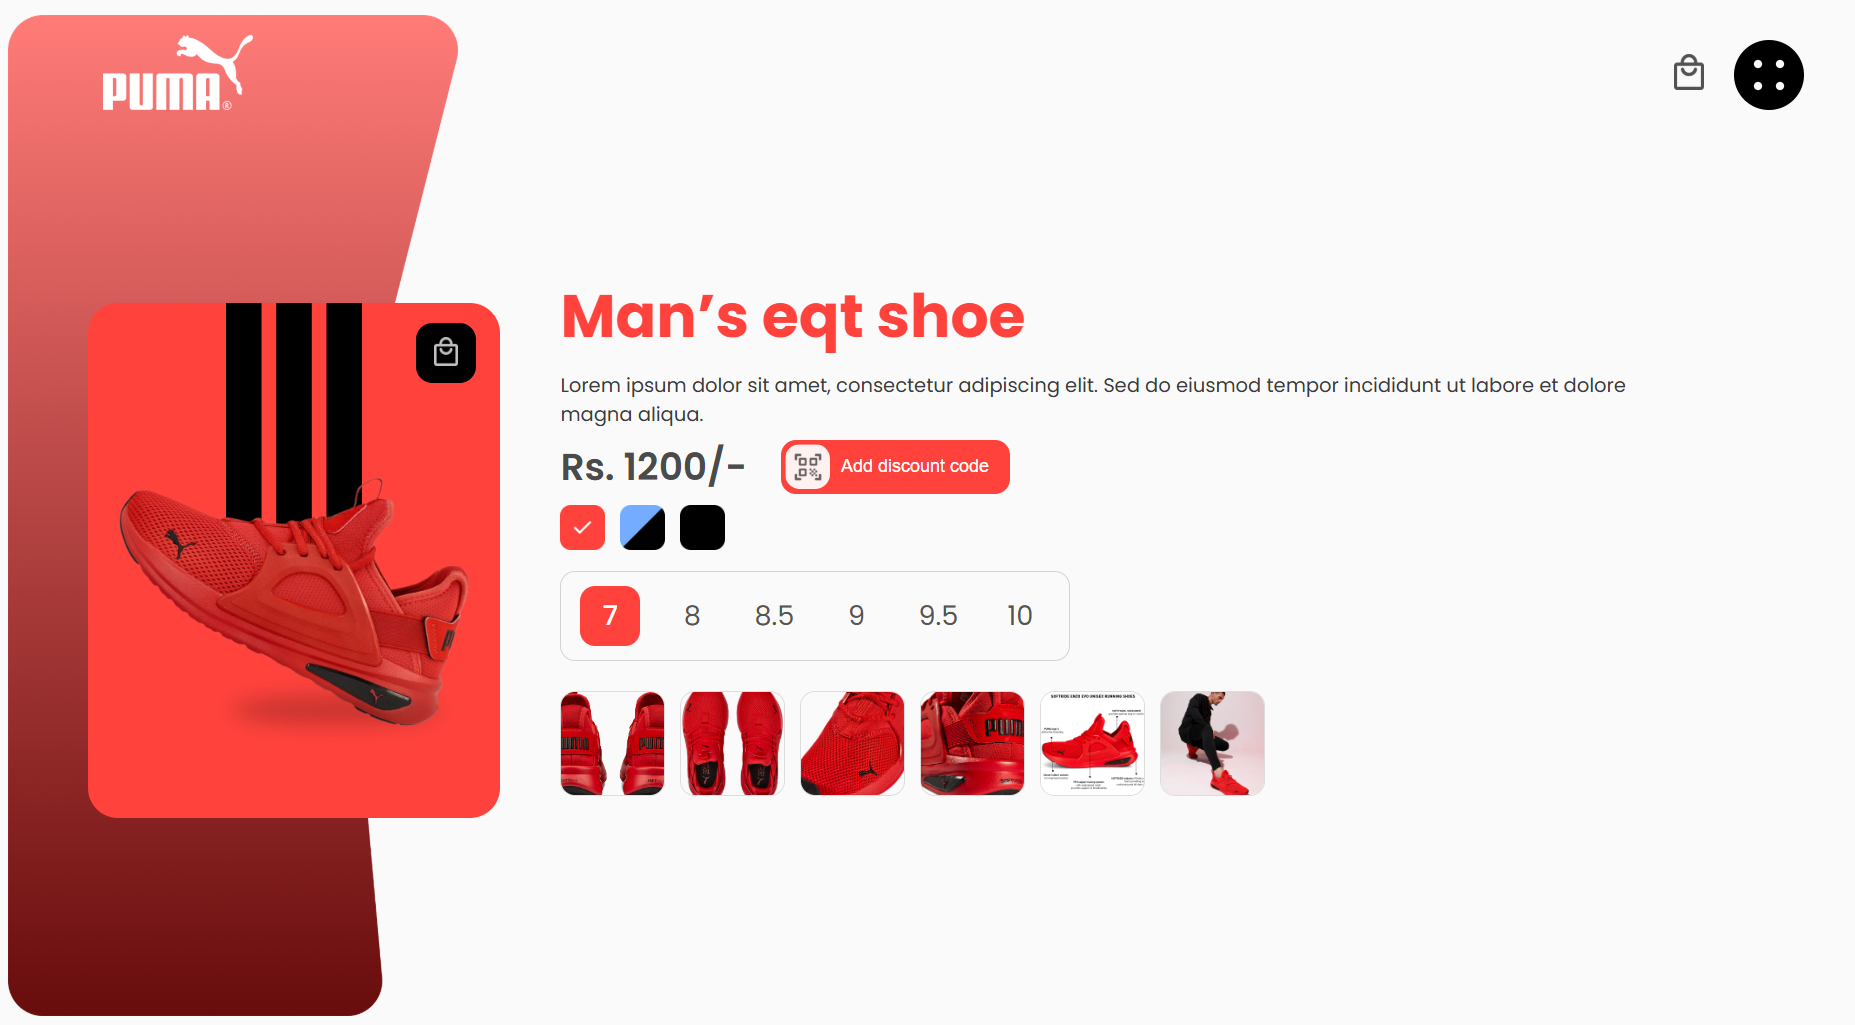 PUMA®
Man’s eqt shoe
Lorem ipsum dolor sit amet, consectetur adipiscing elit. Sed do eiusmod tempor incididunt ut labore et dolore
magna aliqua.
Rs. 1200/-
Add discount code
7 8 8.5 9 9.5 10
SOFTRIDE ENZO EVO UNISEX RUNNING SHOES